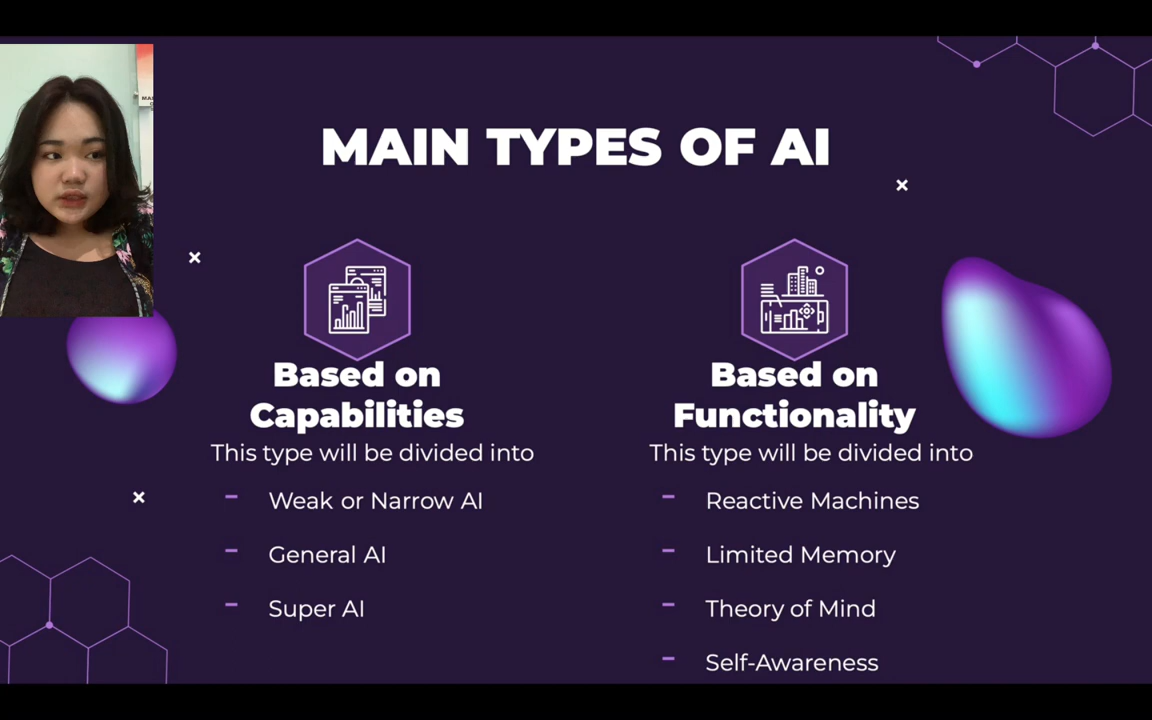 MAIN TYPES OF AI
Based on
Capabilities
This type will be divided into
- Weak or Narrow AI
- General AI
- Super AI
Based on
Functionality
This type will be divided into
- Reactive Machines
- Limited Memory
- Theory of Mind
- Self-Awareness